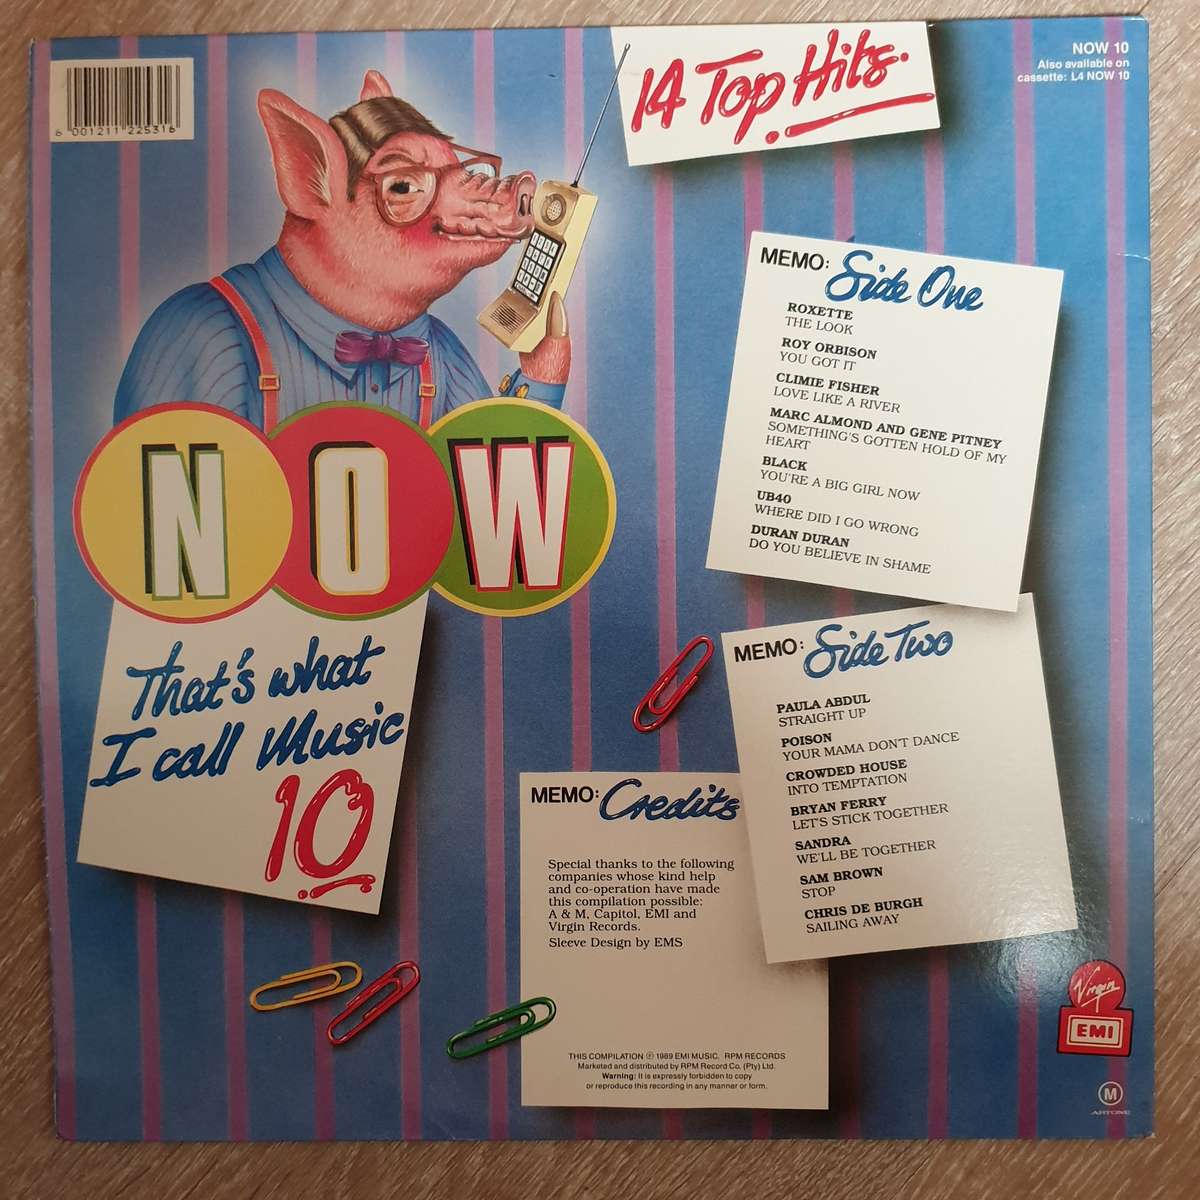 6 001211 225316
14 Top Hits.
NOW 10
Also available on
cassette: L4 NOW 10
MEMO: Side One
ROXETTE
THE LOOK
ROY ORBISON
YOU GOT IT
CLIMIE FISHER
LOVE LIKE A RIVER
MARC ALMOND AND GENE PITNEY
SOMETHING'S GOTTEN HOLD OF MY
HEART
BLACK
YOU'RE A BIG GIRL NOW
UB40
WHERE DID I GO WRONG
DURAN DURAN
DO YOU BELIEVE IN SHAME
NOW
That's what
I call Music
10
MEMO: Side Two
PAULA ABDUL
STRAIGHT UP
POISON
YOUR MAMA DON'T DANCE
CROWDED HOUSE
INTO TEMPTATION
BRYAN FERRY
LET'S STICK TOGETHER
SANDRA
WE'LL BE TOGETHER
SAM BROWN
STOP
CHRIS DE BURGH
SAILING AWAY
MEMO: Credits
Special thanks to the following
companies whose kind help
and co-operation have made
this compilation possible:
A & M, Capitol, EMI and
Virgin Records.
Sleeve Design by EMS
THIS COMPILATION Ⓟ 1989 EMI MUSIC. RPM RECORDS
Marketed and distributed by RPM Record Co. (Pty) Ltd.
Warning: It is expressly forbidden to copy
or reproduce this recording in any manner or form.
Virgin
EMI
M
ARTONE